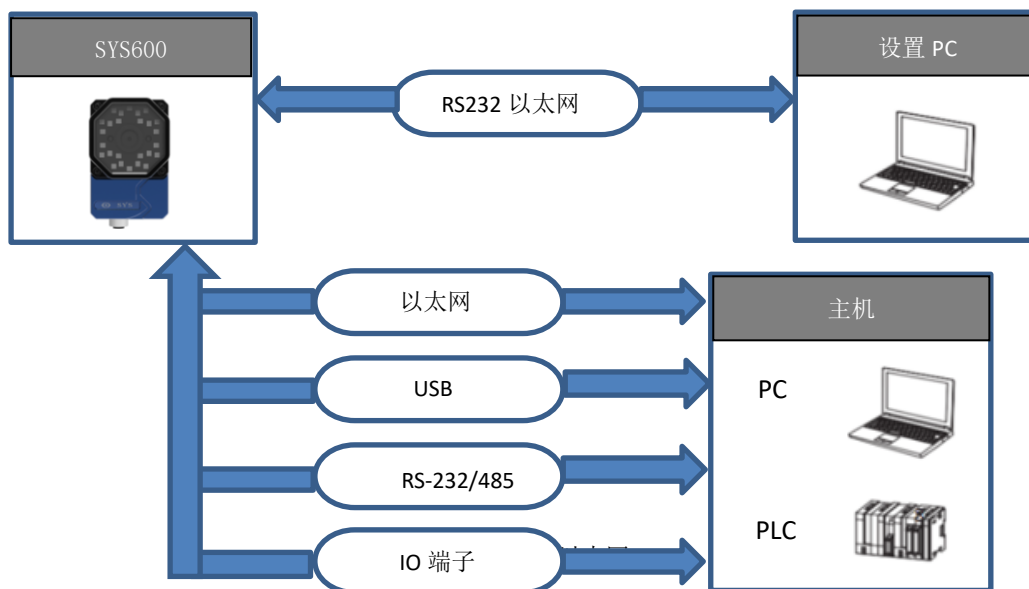 SYS600
设置 PC
RS232 以太网
以太网
主机
USB
PC
RS-232/485
PLC
IO 端子